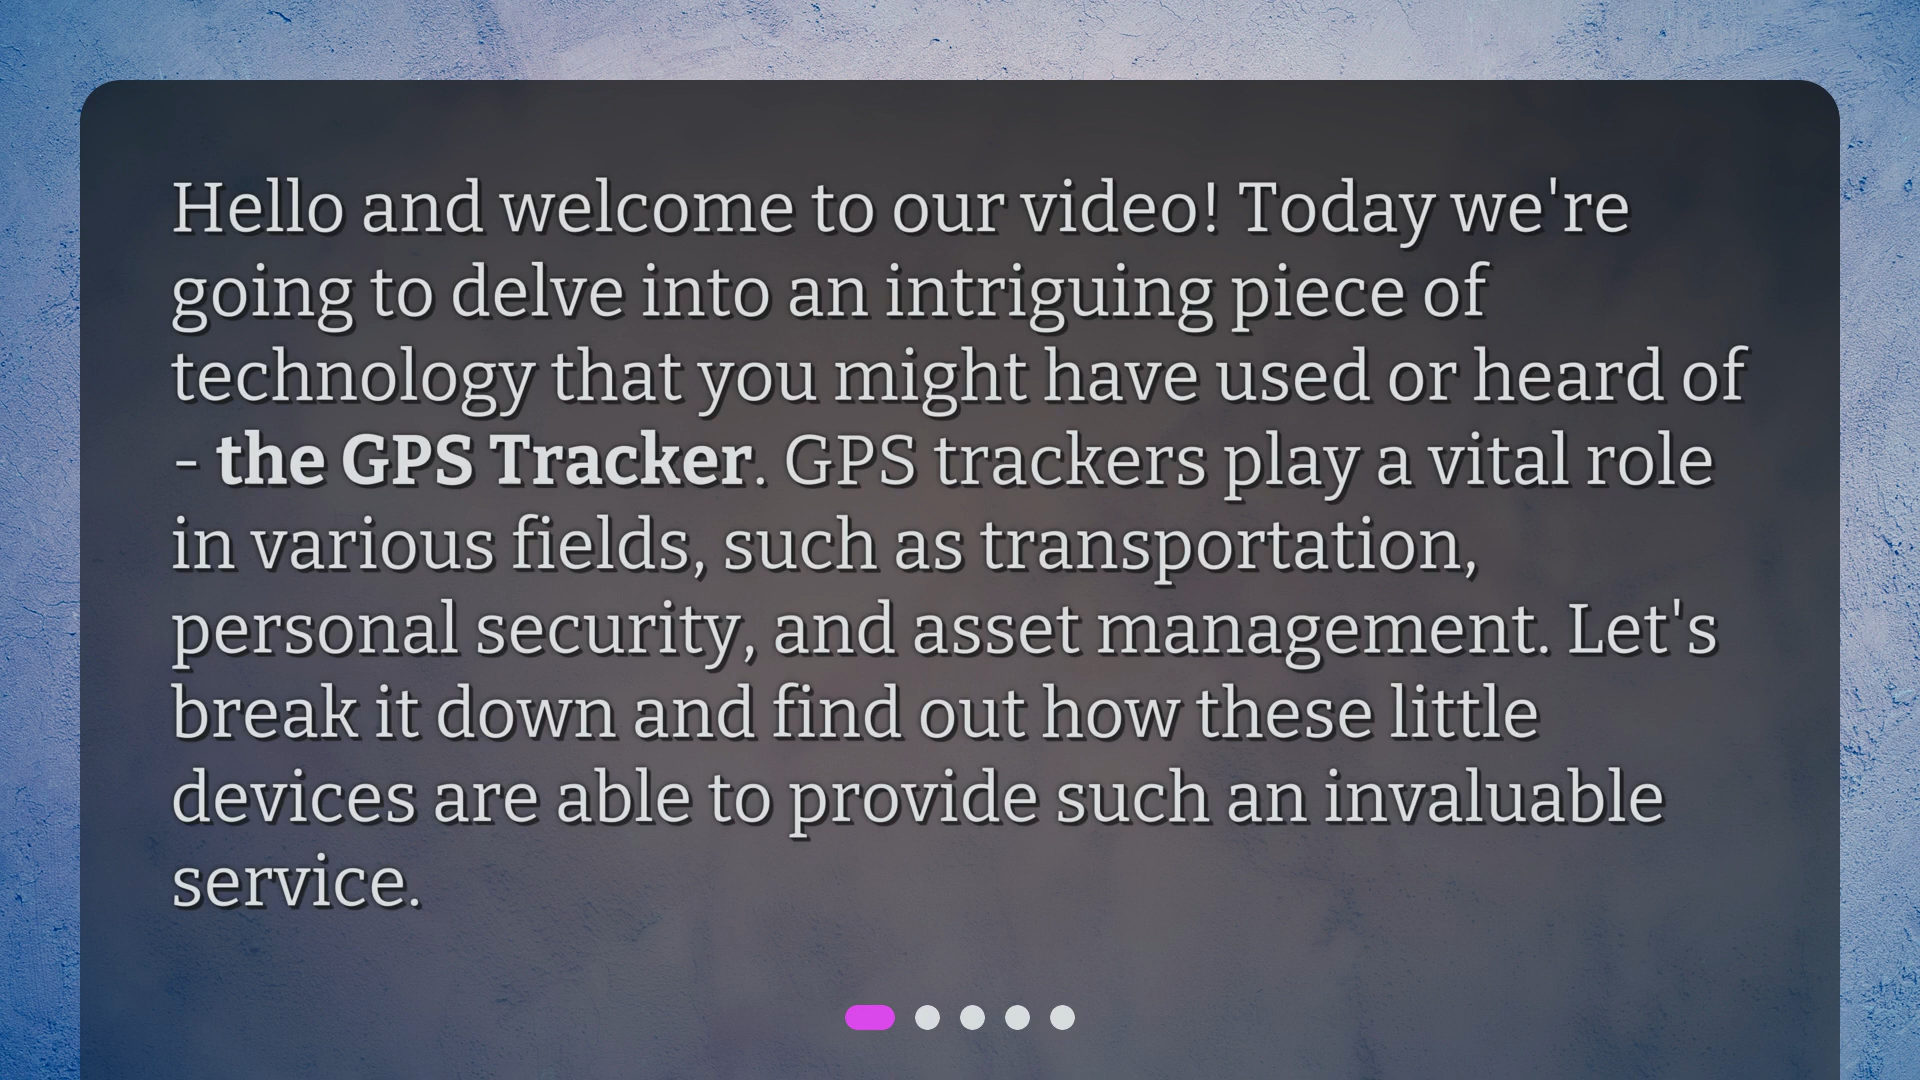 Hello and welcome to our video! Today we're
going to delve into an intriguing piece of
technology that you might have used or heard of
- the GPS Tracker. GPS trackers play a vital role
in various fields, such as transportation,
personal security, and asset management. Let's
break it down and find out how these little
devices are able to provide such an invaluable
service.